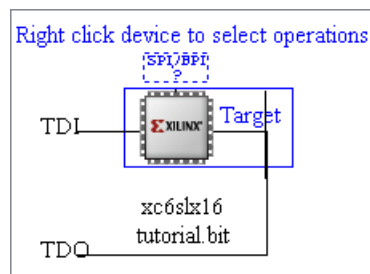 Right click device to select operations
SPI/BPI
?
TDI
XILINX
Target
xc6slx16
tutorial.bit
TDO